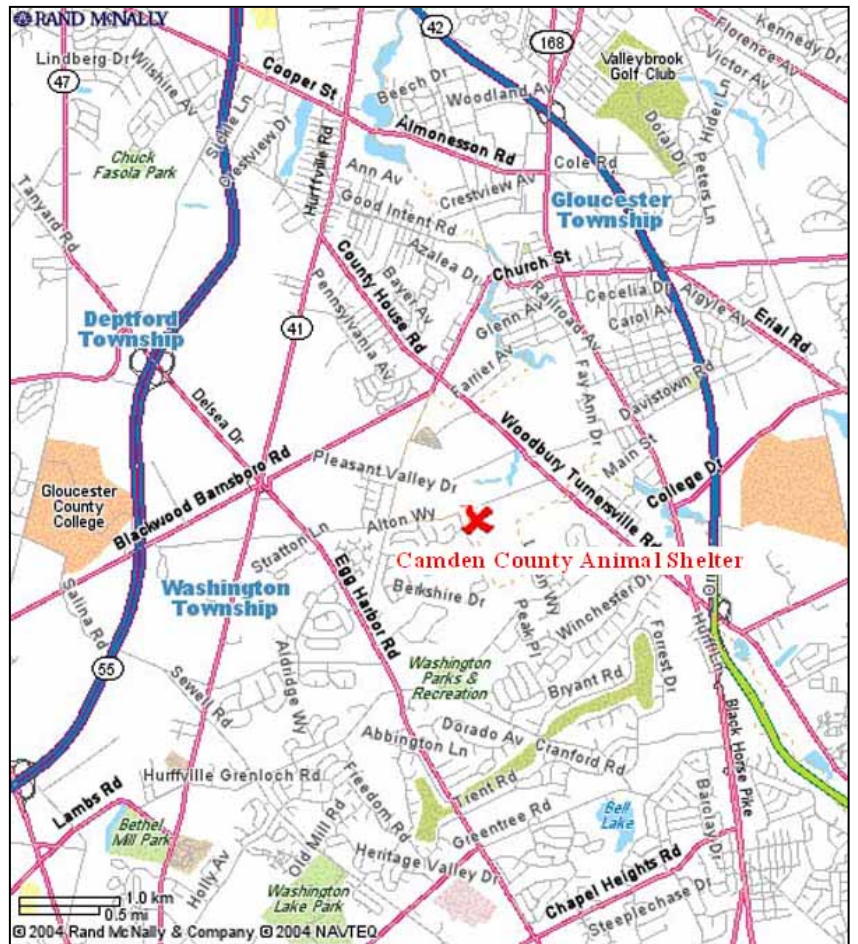 RAND McNALLY
42
168
Lindberg Dr
47
Wilshire Av
Cooper St
Beech Dr
Woodland Av
Valleybrook
Golf Club
Florence Av
Kennedy Dr
Victor Av
Hider Ln
Doral Dr
Peters Ln
Sickle Ln
Crestview Dr
Hurffville Rd
Almonesson Rd
Cole Rd
Chuck
Fasola Park
Ann Av
Crestview Av
Good Intent Rd
Gloucester
Township
Tanyard Rd
Azalea Dr
Church St
County House Rd
Bayer Av
Pennsylvania Av
Cecelia Dr
Argyle Av
Railroad Av
Glenn Av
Carol Av
Erial Rd
Deptford
Township
41
Larrier Av
Fay Ann Dr
Davistown Rd
Delsea Dr
Woodbury Turnersville Rd
Main St
College Dr
Blackwood Barnsboro Rd
Pleasant Valley Dr
Gloucester
County
College
Alton Wy
Stratton Ln
Camden County Animal Shelter
Egg Harbor Rd
Washington
Township
Berkshire Dr
Peak Pl
Winchester Dr
Salina Rd
Hurff Ln
Forrest Dr
55
Sewell Rd
Aldridge Wy
Washington
Parks &
Recreation
Bryant Rd
Black Horse Pike
Dorado Av
Abbington Ln
Cranford Rd
Hurffville Grenloch Rd
Freedom Rd
Trent Rd
Lambs Rd
Greentree Rd
Bell
Lake
Barclay Dr
Bethel
Mill Park
Old Mill Rd
Holly Av
Heritage Valley Dr
Washington
Lake Park
Chapel Heights Rd
Steeplechase Dr
1.0 km
0.5 mi
© 2004 Rand McNally & Company © 2004 NAVTEQ